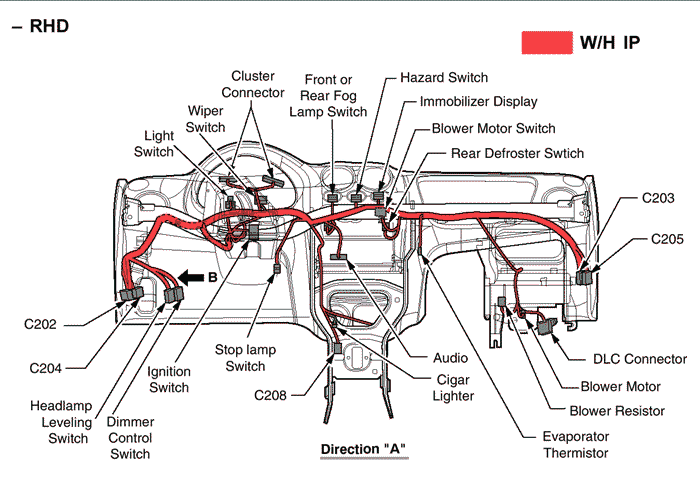 – RHD
W/H IP
Cluster
Connector
Wiper
Switch
Light
Switch
Front or
Rear Fog
Lamp Switch
Hazard Switch
Immobilizer Display
Blower Motor Switch
Rear Defroster Swtich
C203
C205
B
C202
C204
Headlamp
Leveling
Switch
Dimmer
Control
Switch
Ignition
Switch
Stop lamp
Switch
C208
Audio
Cigar
Lighter
DLC Connector
Blower Motor
Blower Resistor
Evaporator
Thermistor
Direction "A"